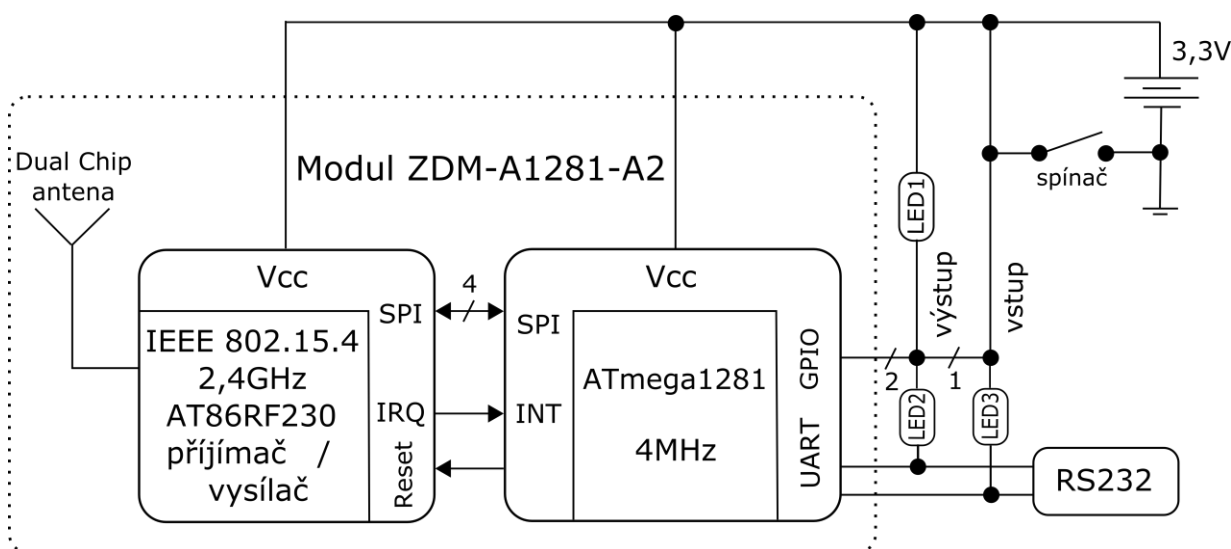 3,3V
Dual Chip
antena
Modul ZDM-A1281-A2
spínač
LED1
výstup
vstup
Vcc
SPI
IRQ
Reset
IEEE 802.15.4
2,4GHz
AT86RF230
příjímač /
vysílač
4
Vcc
SPI
INT
GPIO
UART
ATmega1281
4MHz
2
1
LED2
LED3
RS232